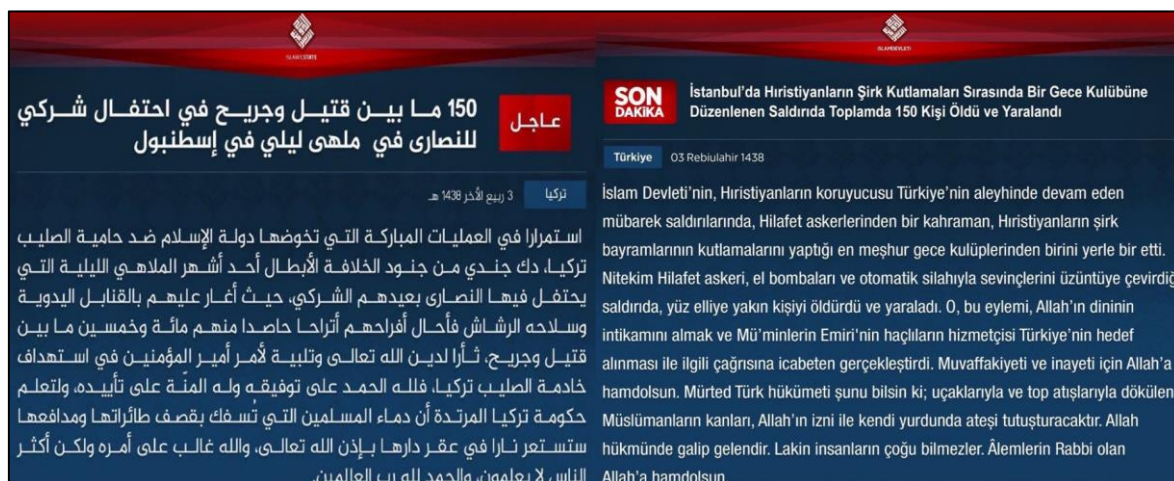 ISLAMIC STATE
عاجل
150 ما بين قتيل وجريح في احتفال شركي
للنصارى في ملهى ليلي في إسطنبول
تركيا
3 ربيع الأخر 1438 هـ
استمرارا في العمليات المباركة التي تخوضها دولة الإسلام ضد حامية الصليب
تركيا، دك جندي من جنود الخلافة الأبطال أحد أشهر الملاهي الليلية التي
يحتفل فيها النصارى بعيدهم الشركي، حيث أغار عليهم بالقنابل اليدوية
وسلاحه الرشاش فأحال أفراحهم أتراحا حاصدا منهم مائة وخمسين ما بين
قتيل وجريح، ثأرا لدين الله تعالى وتلبية لأمر أمير المؤمنين في استهداف
خادمة الصليب تركيا، فلله الحمد على توفيقه وله المنّة على تأييده، ولتعلم
حكومة تركيا المرتدة أن دماء المسلمين التي تُسفك بقصف طائراتها ومدافعها
ستستعر نارا في عقر دارها بإذن الله تعالى، والله غالب على أمره ولكن أكثر
الناس لا يعلمون، والحمد لله رب العالمين.
İSLAM DEVLETİ
SON
DAKİKA
İstanbul'da Hıristiyanların Şirk Kutlamaları Sırasında Bir Gece Kulübüne
Düzenlenen Saldırıda Toplamda 150 Kişi Öldü ve Yaralandı
Türkiye
03 Rebiulahir 1438
İslam Devleti'nin, Hıristiyanların koruyucusu Türkiye'nin aleyhinde devam eden
mübarek saldırılarında, Hilafet askerlerinden bir kahraman, Hıristiyanların şirk
bayramlarının kutlamalarını yaptığı en meşhur gece kulüplerinden birini yerle bir etti.
Nitekim Hilafet askeri, el bombaları ve otomatik silahıyla sevinçlerini üzüntüye çevirdiğ
saldırıda, yüz elliye yakın kişiyi öldürdü ve yaraladı. O, bu eylemi, Allah'ın dininin
intikamını almak ve Mü'minlerin Emiri'nin haçlıların hizmetçisi Türkiye'nin hedef
alınması ile ilgili çağrısına icabeten gerçekleştirdi. Muvaffakiyeti ve inayeti için Allah'a
hamdolsun. Mürted Türk hükümeti şunu bilsin ki; uçaklarıyla ve top atışlarıyla dökülen
Müslümanların kanları, Allah'ın izni ile kendi yurdunda ateşi tutuşturacaktır. Allah
hükmünde galip gelendir. Lakin insanların çoğu bilmezler. Âlemlerin Rabbi olan
Allah'a hamdolsun